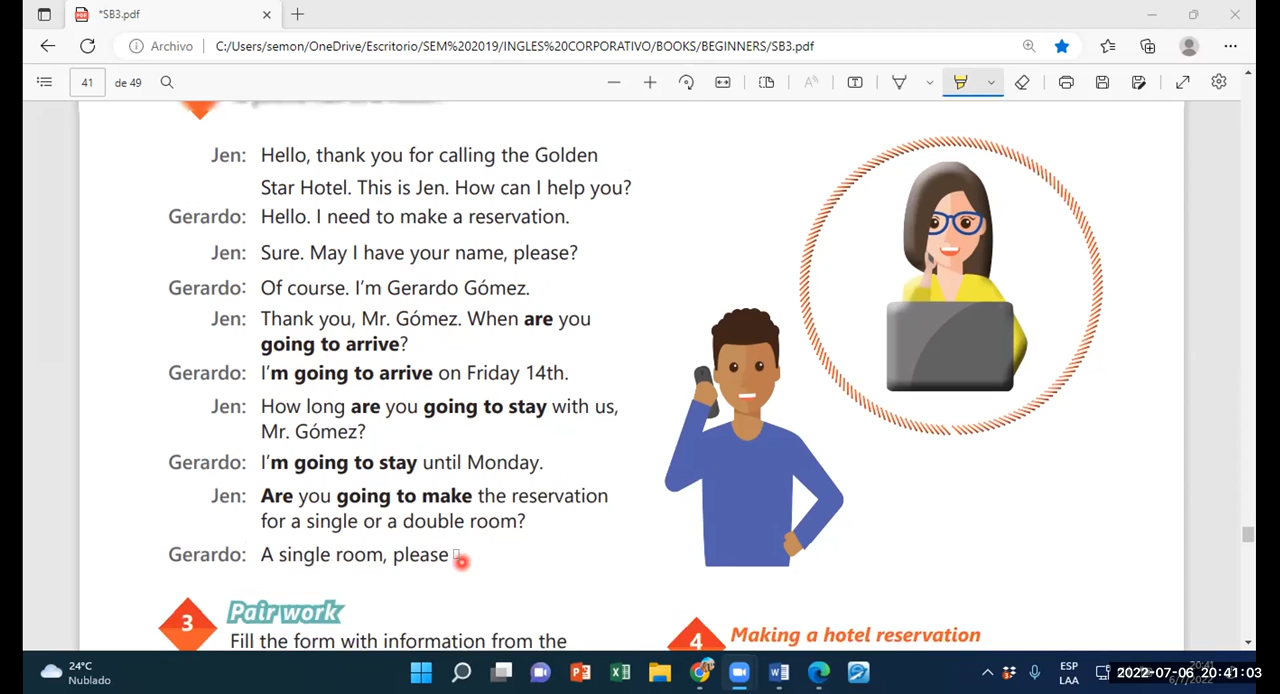 *SB3.pdf
Archivo
C:/Users/semon/OneDrive/Escritorio/SEM%202019/INGLES%20CORPORATIVO/BOOKS/BEGINNERS/SB3.pdf
41 de 49
Jen: Hello, thank you for calling the Golden
Star Hotel. This is Jen. How can I help you?
Gerardo: Hello. I need to make a reservation.
Jen: Sure. May I have your name, please?
Gerardo: Of course. I'm Gerardo Gómez.
Jen: Thank you, Mr. Gómez. When are you
going to arrive?
Gerardo: I'm going to arrive on Friday 14th.
Jen: How long are you going to stay with us,
Mr. Gómez?
Gerardo: I'm going to stay until Monday.
Jen: Are you going to make the reservation
for a single or a double room?
Gerardo: A single room, please
3 Pair work
Fill the form with information from the
4 Making a hotel reservation
24°C
Nublado
ESP
LAA
2022-07-06 20:41:03